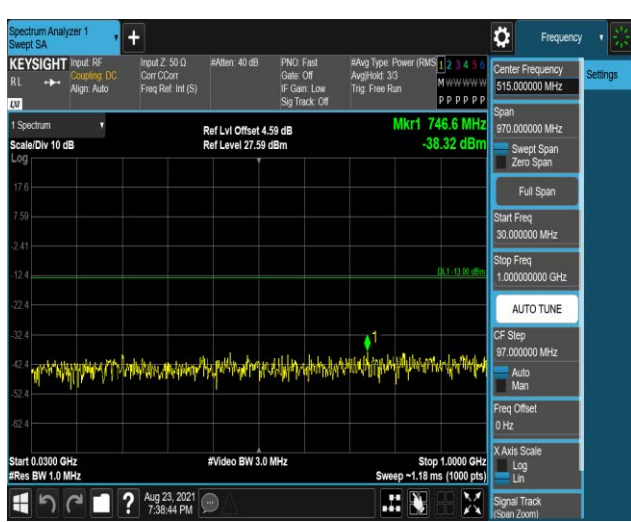 Spectrum Analyzer 1
Swept SA
Frequency
KEYSIGHT
Input: RF
Input Z: 50 Ω
#Atten: 40 dB
PNO: Fast
#Avg Type: Power (RMS
1 2 3 4 5 6
R L
Coupling: DC
Corr CCorr
Gate: Off
Avg|Hold: 3/3
M W W W W W
Align: Auto
Freq Ref: Int (S)
IF Gain: Low
Trig: Free Run
Sig Track: Off
P P P P P P
LXI
1 Spectrum
Ref Lvl Offset 4.59 dB
Mkr1 746.6 MHz
Scale/Div 10 dB
Ref Level 27.59 dBm
-38.32 dBm
Log
17.6
7.59
-2.41
-12.4
DL1 -13.00 dBm
-22.4
-32.4
1
-42.4
-52.4
-62.4
Start 0.0300 GHz
#Video BW 3.0 MHz
Stop 1.0000 GHz
#Res BW 1.0 MHz
Sweep ~1.18 ms (1000 pts)
Aug 23, 2021
7:38:44 PM
Center Frequency
515.000000 MHz
Settings
Span
970.000000 MHz
Swept Span
Zero Span
Full Span
Start Freq
30.000000 MHz
Stop Freq
1.000000000 GHz
AUTO TUNE
CF Step
97.000000 MHz
Auto
Man
Freq Offset
0 Hz
X Axis Scale
Log
Lin
Signal Track
(Span Zoom)